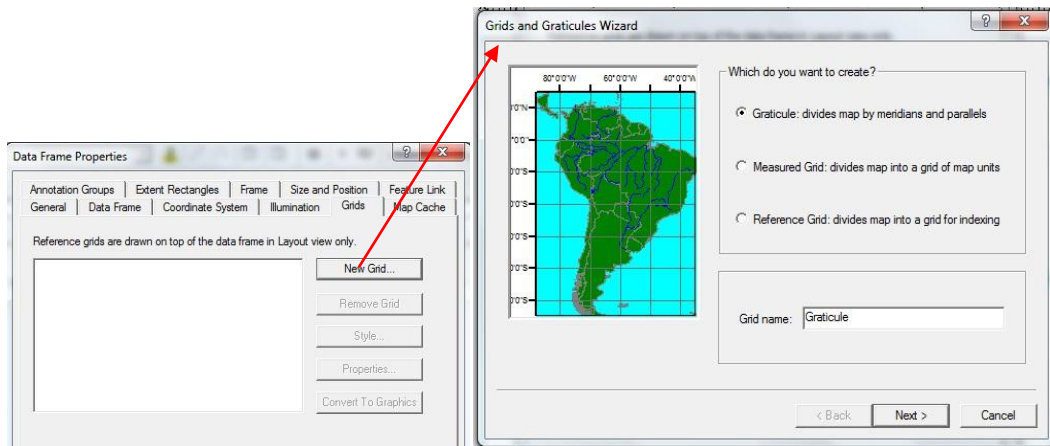 Data Frame Properties
Annotation Groups Extent Rectangles Frame Size and Position Feature Link
General Data Frame Coordinate System Illumination Grids Map Cache
Reference grids are drawn on top of the data frame in Layout view only.
New Grid...
Remove Grid
Style...
Properties...
Convert To Graphics
Grids and Graticules Wizard
80°0'0"W 60°0'0"W 40°0'0"W
Which do you want to create?
Graticule: divides map by meridians and parallels
Measured Grid: divides map into a grid of map units
Reference Grid: divides map into a grid for indexing
Grid name: Graticule
< Back Next > Cancel